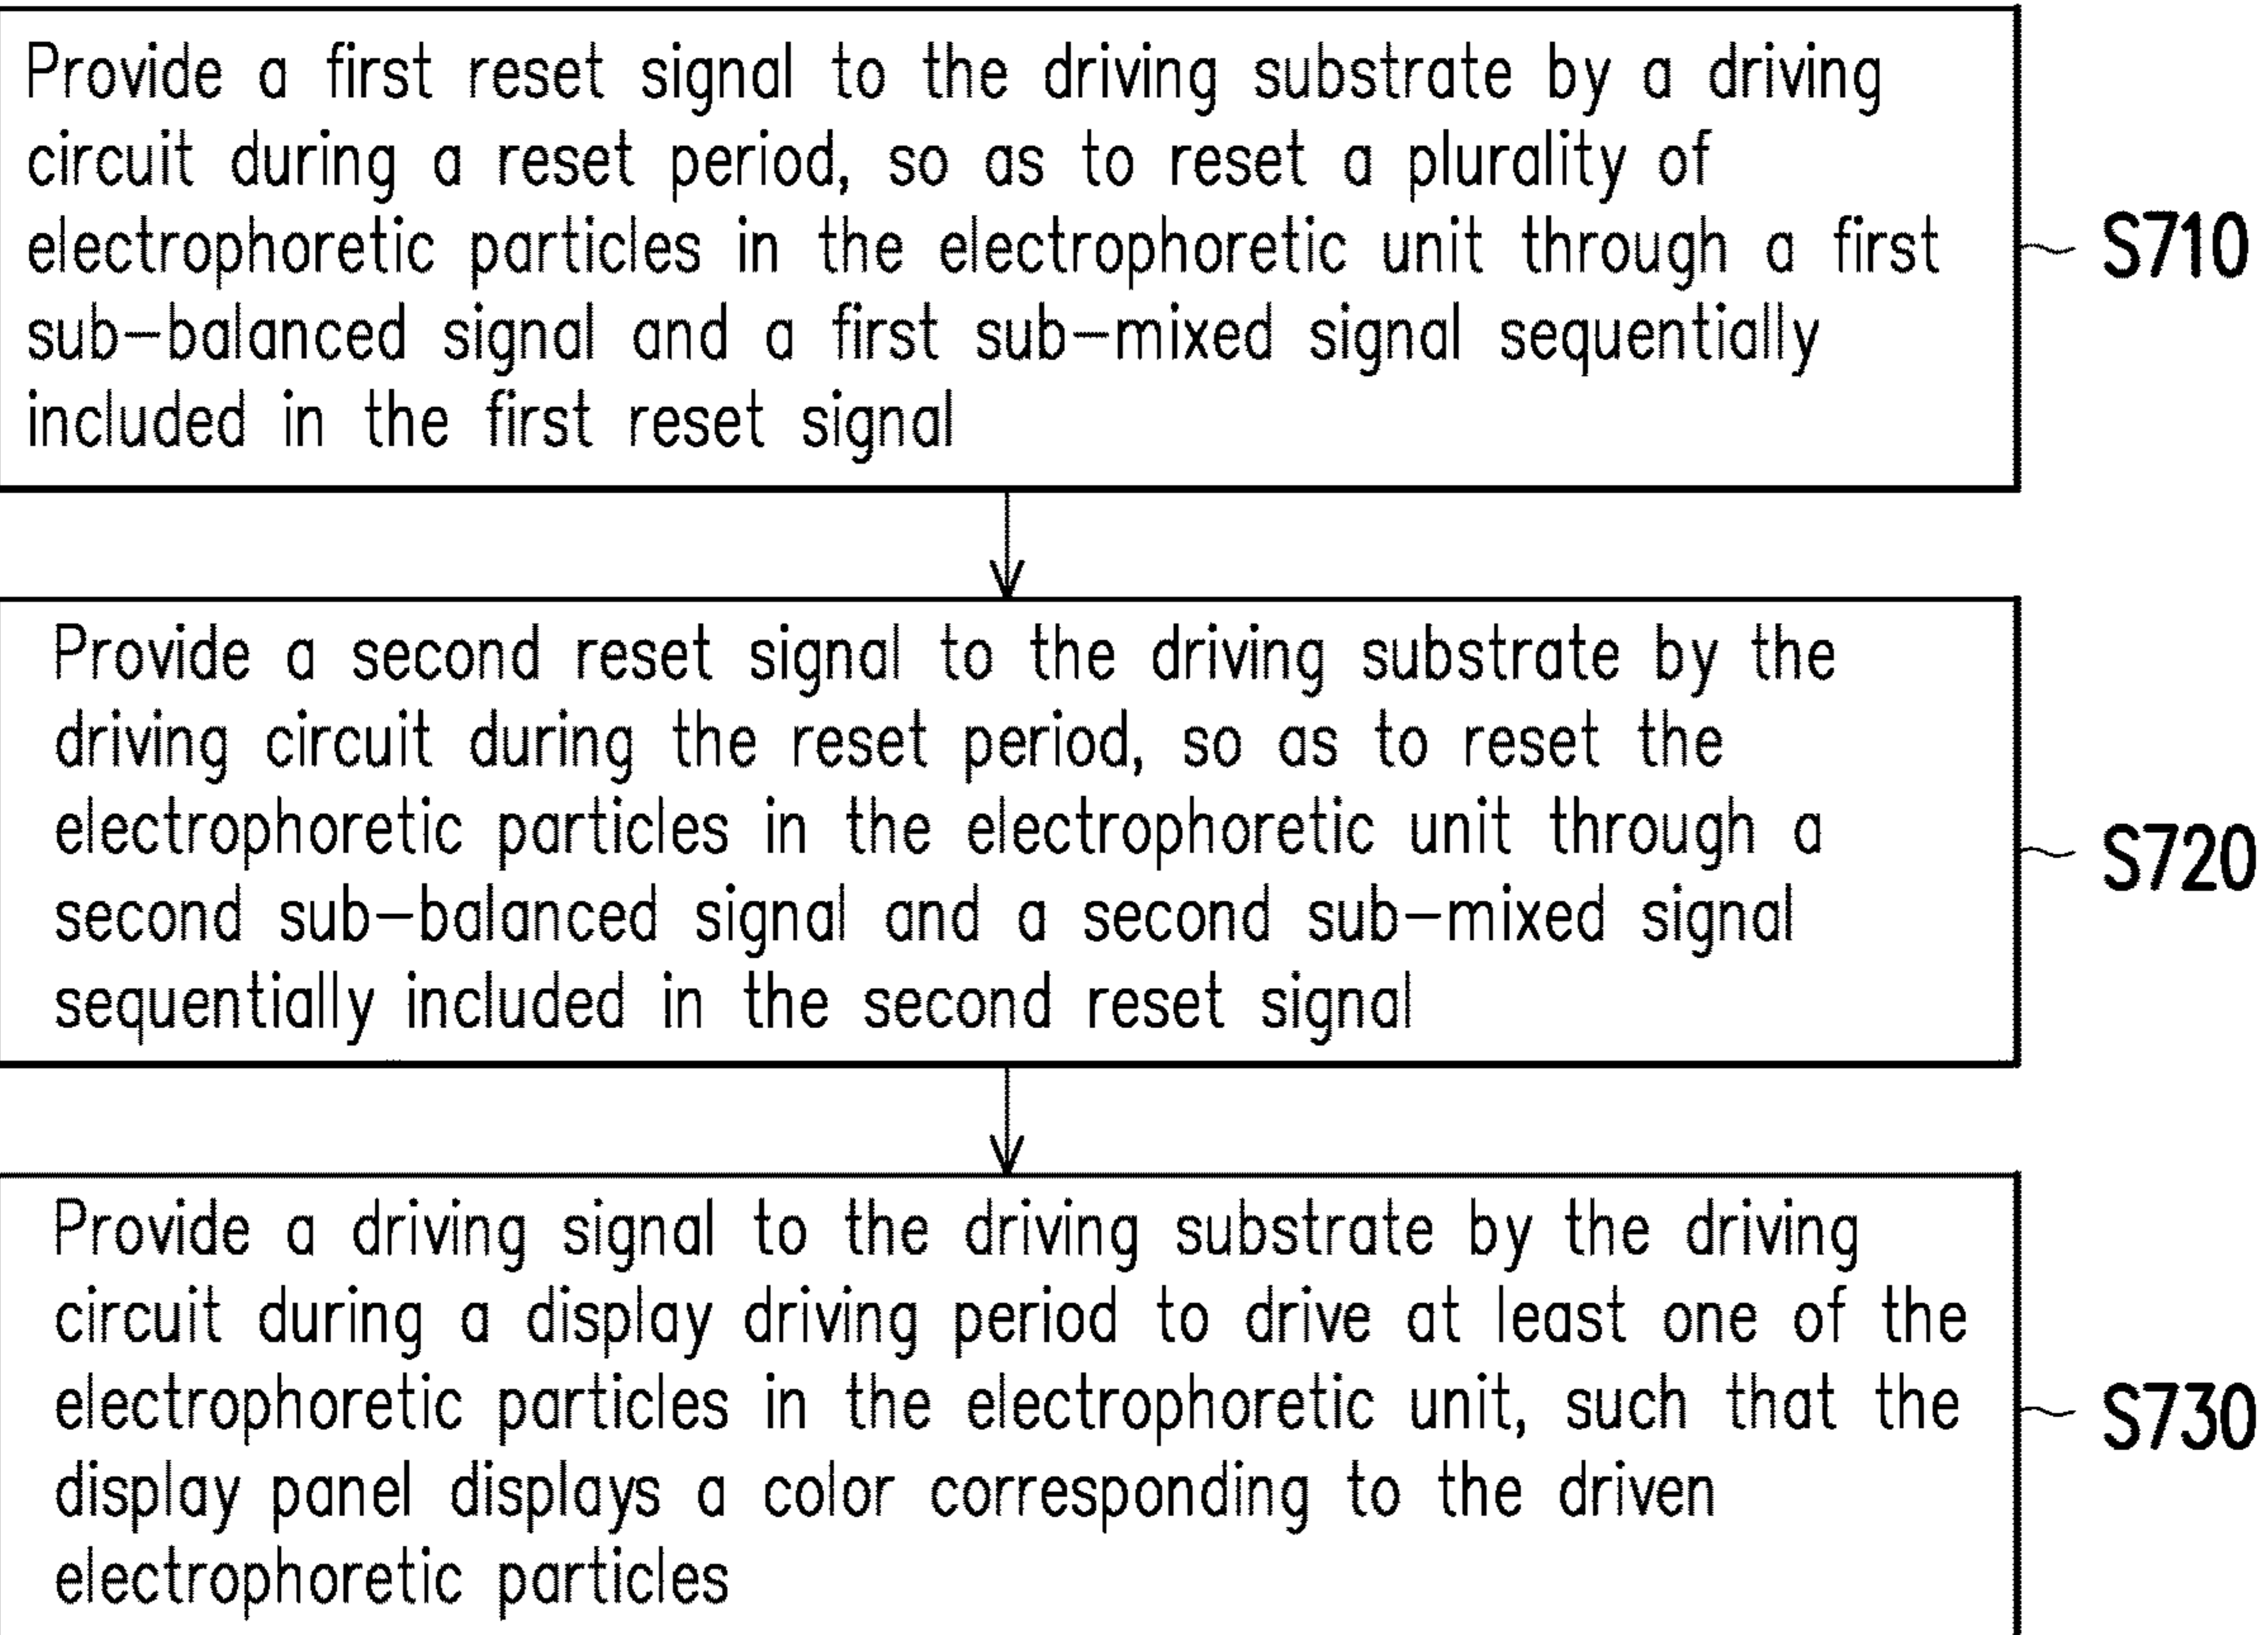 Provide a first reset signal to the driving substrate by a driving
circuit during a reset period, so as to reset a plurality of
electrophoretic particles in the electrophoretic unit through a first
sub-balanced signal and a first sub-mixed signal sequentially
included in the first reset signal
S710
Provide a second reset signal to the driving substrate by the
driving circuit during the reset period, so as to reset the
electrophoretic particles in the electrophoretic unit through a
second sub-balanced signal and a second sub-mixed signal
sequentially included in the second reset signal
S720
Provide a driving signal to the driving substrate by the driving
circuit during a display driving period to drive at least one of the
electrophoretic particles in the electrophoretic unit, such that the
display panel displays a color corresponding to the driven
electrophoretic particles
S730